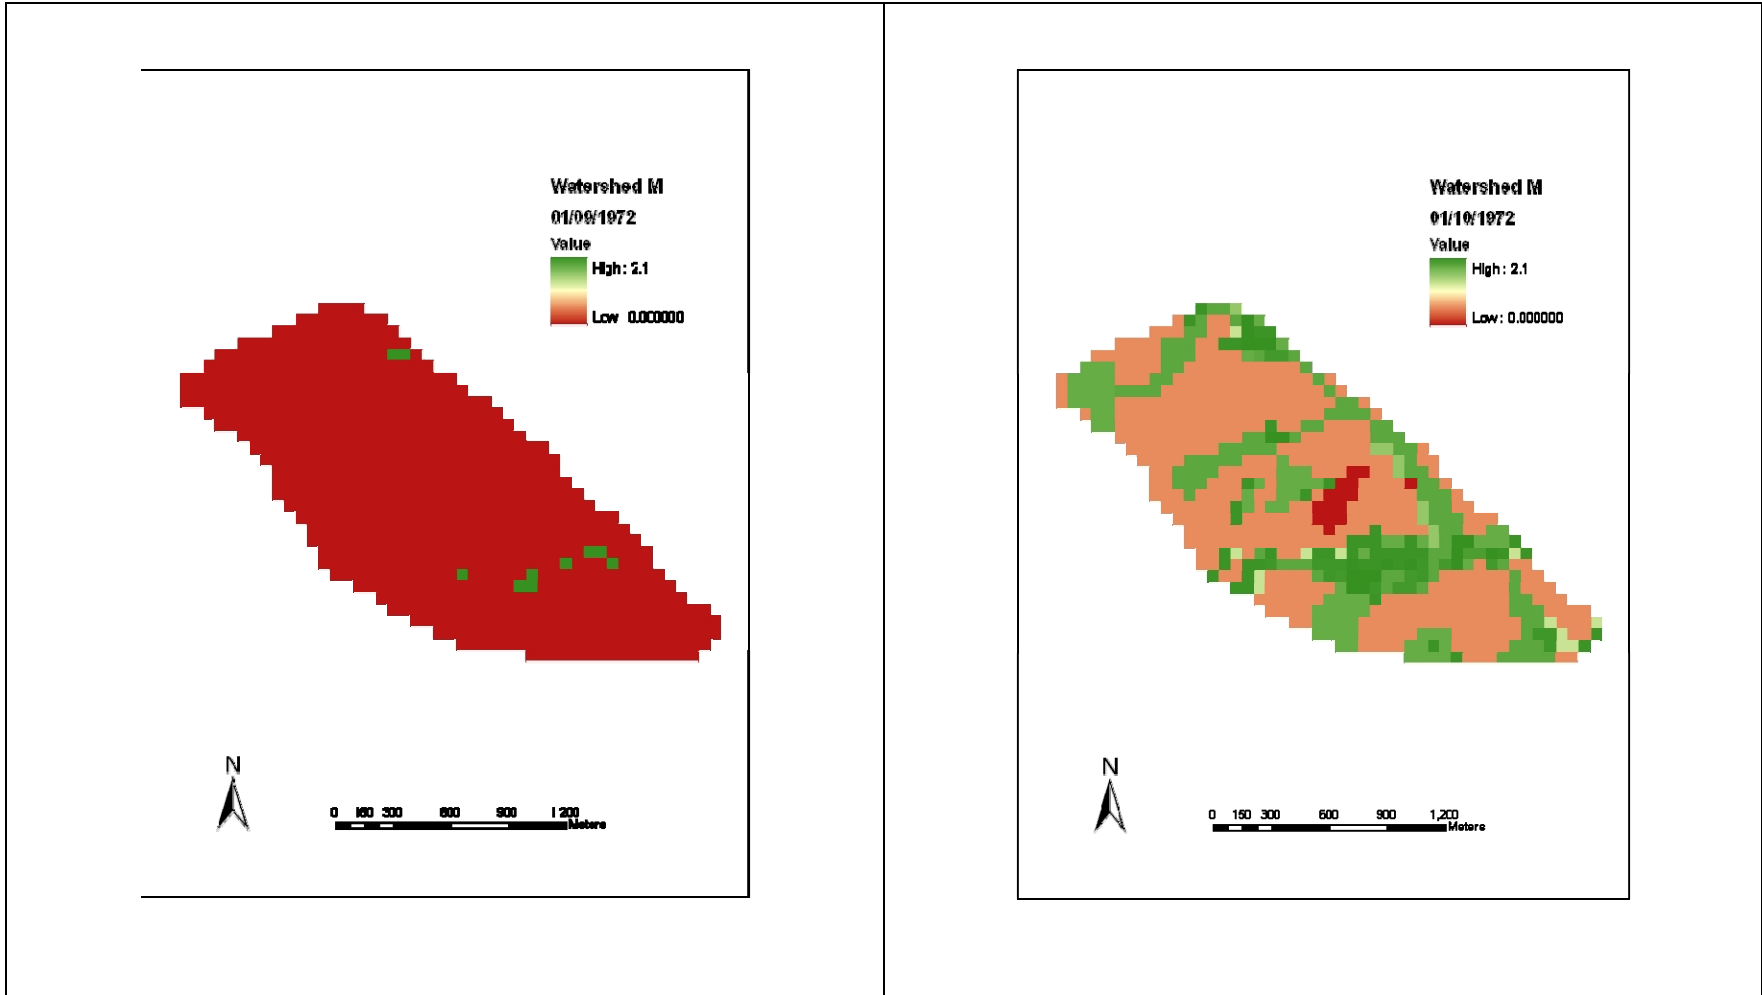 Watershed M
01/09/1972
Value
High : 2.1
Low 0.000000
N
0 150 300 600 900 1 200
Meters
Watershed M
01/10/1972
Value
High : 2.1
Low : 0.000000
N
0 150 300 600 900 1,200
Meters